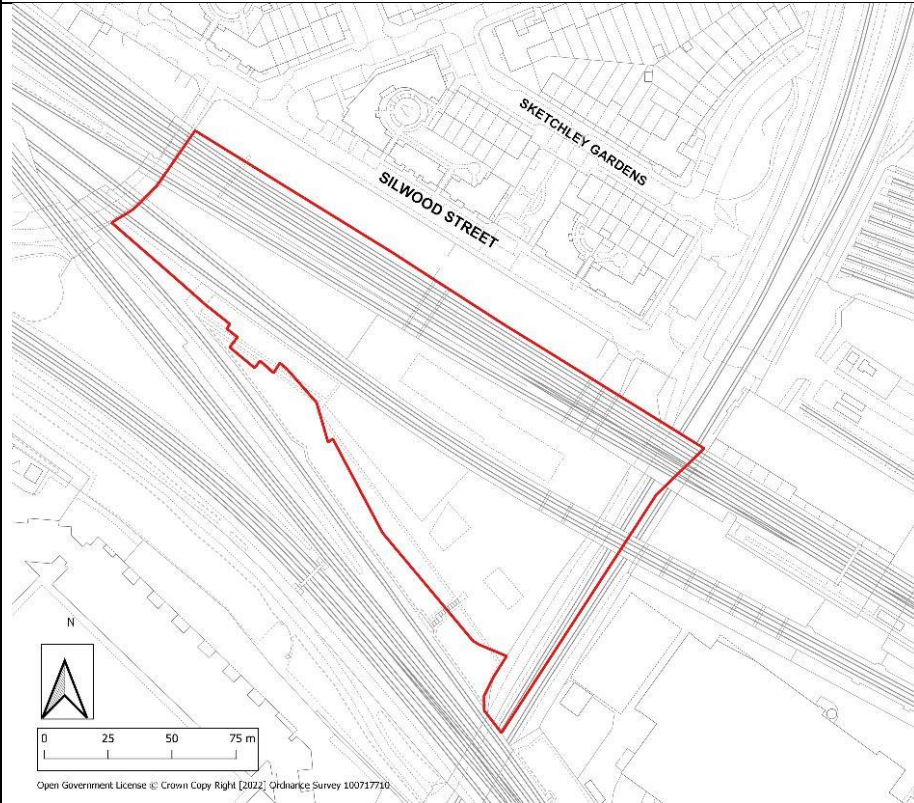 SKETCHLEY GARDENS
SILWOOD STREET
N
0 25 50 75 m
Open Government License © Crown Copy Right [2022] Ordnance Survey 100717710